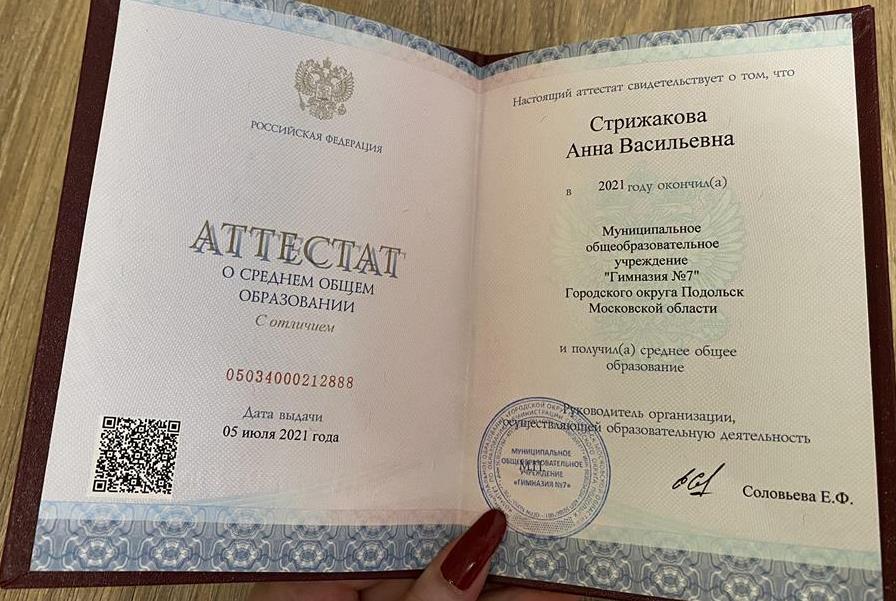 РОССИЙСКАЯ ФЕДЕРАЦИЯ
АТТЕСТАТ
О СРЕДНЕМ ОБЩЕМ
ОБРАЗОВАНИИ
С отличием
05034000212888
Дата выдачи
05 июля 2021 года
Настоящий аттестат свидетельствует о том, что
Стрижакова
Анна Васильевна
в 2021 году окончил(а)
Муниципальное
общеобразовательное
учреждение
"Гимназия №7"
Городского округа Подольск
Московской области
и получил(а) среднее общее
образование
Руководитель организации,
осуществляющей образовательную деятельность
М.П.
МУНИЦИПАЛЬНОЕ
ОБЩЕОБРАЗОВАТЕЛЬНОЕ
УЧРЕЖДЕНИЕ
«ГИМНАЗИЯ №7»
Соловьева Е.Ф.